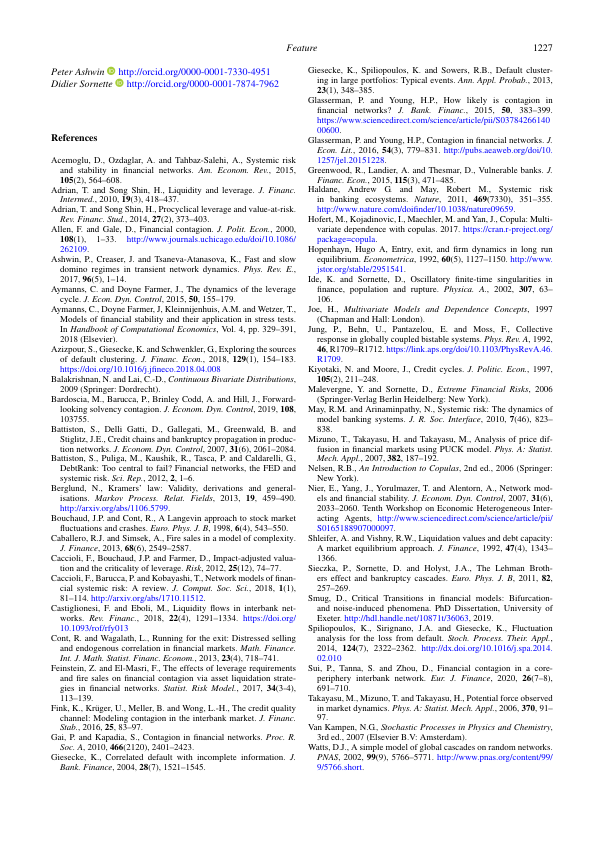 Feature
1227
Peter Ashwin http://orcid.org/0000-0001-7330-4951
Didier Sornette http://orcid.org/0000-0001-7874-7962
References
Acemoglu, D., Ozdaglar, A. and Tahbaz-Salehi, A., Systemic risk
and stability in financial networks. Am. Econom. Rev., 2015,
105(2), 564–608.
Adrian, T. and Song Shin, H., Liquidity and leverage. J. Financ.
Intermed., 2010, 19(3), 418–437.
Adrian, T. and Song Shin, H., Procyclical leverage and value-at-risk.
Rev. Financ. Stud., 2014, 27(2), 373–403.
Allen, F. and Gale, D., Financial contagion. J. Polit. Econ., 2000,
108(1), 1–33. http://www.journals.uchicago.edu/doi/10.1086/
262109.
Ashwin, P., Creaser, J. and Tsaneva-Atanasova, K., Fast and slow
domino regimes in transient network dynamics. Phys. Rev. E.,
2017, 96(5), 1–14.
Aymanns, C. and Doyne Farmer, J., The dynamics of the leverage
cycle. J. Econ. Dyn. Control, 2015, 50, 155–179.
Aymanns, C., Doyne Farmer, J, Kleinnijenhuis, A.M. and Wetzer, T.,
Models of financial stability and their application in stress tests.
In Handbook of Computational Economics, Vol. 4, pp. 329–391,
2018 (Elsevier).
Azizpour, S., Giesecke, K. and Schwenkler, G., Exploring the sources
of default clustering. J. Financ. Econ., 2018, 129(1), 154–183.
https://doi.org/10.1016/j.jfineco.2018.04.008
Balakrishnan, N. and Lai, C.-D., Continuous Bivariate Distributions,
2009 (Springer: Dordrecht).
Bardoscia, M., Barucca, P., Brinley Codd, A. and Hill, J., Forward-
looking solvency contagion. J. Econom. Dyn. Control, 2019, 108,
103755.
Battiston, S., Delli Gatti, D., Gallegati, M., Greenwald, B. and
Stiglitz, J.E., Credit chains and bankruptcy propagation in produc-
tion networks. J. Econom. Dyn. Control, 2007, 31(6), 2061–2084.
Battiston, S., Puliga, M., Kaushik, R., Tasca, P. and Caldarelli, G.,
DebtRank: Too central to fail? Financial networks, the FED and
systemic risk. Sci. Rep., 2012, 2, 1–6.
Berglund, N., Kramers' law: Validity, derivations and general-
isations. Markov Process. Relat. Fields, 2013, 19, 459–490.
http://arxiv.org/abs/1106.5799.
Bouchaud, J.P. and Cont, R., A Langevin approach to stock market
fluctuations and crashes. Euro. Phys. J. B, 1998, 6(4), 543–550.
Caballero, R.J. and Simsek, A., Fire sales in a model of complexity.
J. Finance, 2013, 68(6), 2549–2587.
Caccioli, F., Bouchaud, J.P. and Farmer, D., Impact-adjusted valua-
tion and the criticality of leverage. Risk, 2012, 25(12), 74–77.
Caccioli, F., Barucca, P. and Kobayashi, T., Network models of finan-
cial systemic risk: A review. J. Comput. Soc. Sci., 2018, 1(1),
81–114. http://arxiv.org/abs/1710.11512.
Castiglionesi, F. and Eboli, M., Liquidity flows in interbank net-
works. Rev. Financ., 2018, 22(4), 1291–1334. https://doi.org/
10.1093/rof/rfy013
Cont, R. and Wagalath, L., Running for the exit: Distressed selling
and endogenous correlation in financial markets. Math. Finance.
Int. J. Math. Statist. Financ. Econom., 2013, 23(4), 718–741.
Feinstein, Z. and El-Masri, F., The effects of leverage requirements
and fire sales on financial contagion via asset liquidation strate-
gies in financial networks. Statist. Risk Model., 2017, 34(3-4),
113–139.
Fink, K., Krüger, U., Meller, B. and Wong, L.-H., The credit quality
channel: Modeling contagion in the interbank market. J. Financ.
Stab., 2016, 25, 83–97.
Gai, P. and Kapadia, S., Contagion in financial networks. Proc. R.
Soc. A, 2010, 466(2120), 2401–2423.
Giesecke, K., Correlated default with incomplete information. J.
Bank. Finance, 2004, 28(7), 1521–1545.
Giesecke, K., Spiliopoulos, K. and Sowers, R.B., Default cluster-
ing in large portfolios: Typical events. Ann. Appl. Probab., 2013,
23(1), 348–385.
Glasserman, P. and Young, H.P., How likely is contagion in
financial networks? J. Bank. Financ., 2015, 50, 383–399.
https://www.sciencedirect.com/science/article/pii/S03784266140
00600.
Glasserman, P. and Young, H.P., Contagion in financial networks. J.
Econ. Lit., 2016, 54(3), 779–831. http://pubs.aeaweb.org/doi/10.
1257/jel.20151228.
Greenwood, R., Landier, A. and Thesmar, D., Vulnerable banks. J.
Financ. Econ., 2015, 115(3), 471–485.
Haldane, Andrew G. and May, Robert M., Systemic risk
in banking ecosystems. Nature, 2011, 469(7330), 351–355.
http://www.nature.com/doifinder/10.1038/nature09659.
Hofert, M., Kojadinovic, I., Maechler, M. and Yan, J., Copula: Multi-
variate dependence with copulas. 2017. https://cran.r-project.org/
package=copula.
Hopenhayn, Hugo A, Entry, exit, and firm dynamics in long run
equilibrium. Econometrica, 1992, 60(5), 1127–1150. http://www.
jstor.org/stable/2951541.
Ide, K. and Sornette, D., Oscillatory finite-time singularities in
finance, population and rupture. Physica. A., 2002, 307, 63–
106.
Joe, H., Multivariate Models and Dependence Concepts, 1997
(Chapman and Hall: London).
Jung, P., Behn, U., Pantazelou, E. and Moss, F., Collective
response in globally coupled bistable systems. Phys. Rev. A., 1992,
46, R1709–R1712. https://link.aps.org/doi/10.1103/PhysRevA.46.
R1709.
Kiyotaki, N. and Moore, J., Credit cycles. J. Politic. Econ., 1997,
105(2), 211–248.
Malevergne, Y. and Sornette, D., Extreme Financial Risks, 2006
(Springer-Verlag Berlin Heidelberg: New York).
May, R.M. and Arinaminpathy, N., Systemic risk: The dynamics of
model banking systems. J. R. Soc. Interface, 2010, 7(46), 823–
838.
Mizuno, T., Takayasu, H. and Takayasu, M., Analysis of price dif-
fusion in financial markets using PUCK model. Phys. A: Statist.
Mech. Appl., 2007, 382, 187–192.
Nelsen, R.B., An Introduction to Copulas, 2nd ed., 2006 (Springer:
New York).
Nier, E., Yang, J., Yorulmazer, T. and Alentorn, A., Network mod-
els and financial stability. J. Econom. Dyn. Control, 2007, 31(6),
2033–2060. Tenth Workshop on Economic Heterogeneous Inter-
acting Agents, http://www.sciencedirect.com/science/article/pii/
S0165188907000097.
Shleifer, A. and Vishny, R.W., Liquidation values and debt capacity:
A market equilibrium approach. J. Finance, 1992, 47(4), 1343–
1366.
Sieczka, P., Sornette, D. and Holyst, J.A., The Lehman Broth-
ers effect and bankruptcy cascades. Euro. Phys. J. B, 2011, 82,
257–269.
Smug, D., Critical Transitions in financial models: Bifurcation-
and noise-induced phenomena. PhD Dissertation, University of
Exeter. http://hdl.handle.net/10871t/36063, 2019.
Spiliopoulos, K., Sirignano, J.A. and Giesecke, K., Fluctuation
analysis for the loss from default. Stoch. Process. Their Appl.,
2014, 124(7), 2322–2362. http://dx.doi.org/10.1016/j.spa.2014.
02.010
Sui, P., Tanna, S. and Zhou, D., Financial contagion in a core-
periphery interbank network. Eur. J. Finance, 2020, 26(7–8),
691–710.
Takayasu, M., Mizuno, T. and Takayasu, H., Potential force observed
in market dynamics. Phys. A: Statist. Mech. Appl., 2006, 370, 91–
97.
Van Kampen, N.G., Stochastic Processes in Physics and Chemistry,
3rd ed., 2007 (Elsevier B.V: Amsterdam).
Watts, D.J., A simple model of global cascades on random networks.
PNAS, 2002, 99(9), 5766–5771. http://www.pnas.org/content/99/
9/5766.short.